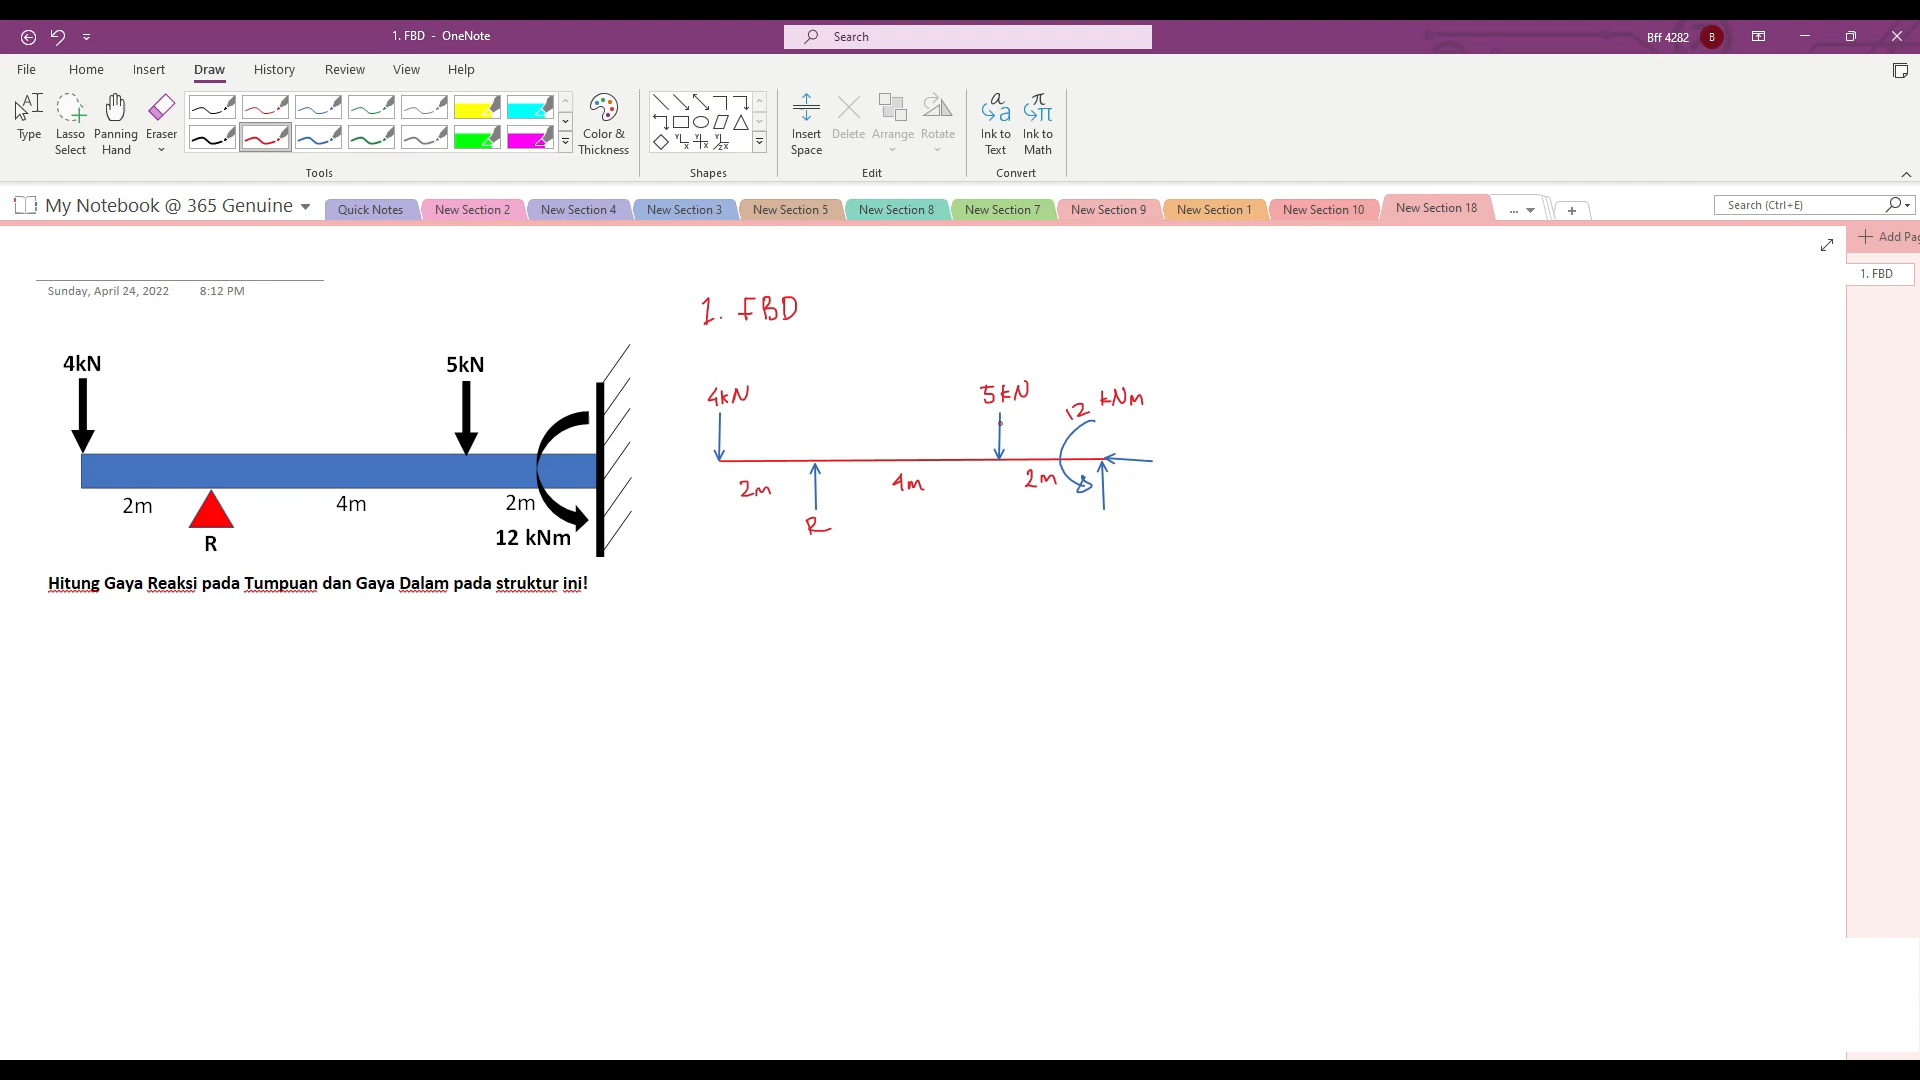 1. FBD - OneNote
Search
Bff 4282
B
File Home Insert Draw History Review View Help
Type
Lasso Select
Panning Hand
Eraser
Color & Thickness
Insert Space
Delete
Arrange
Rotate
Ink to Text
Ink to Math
Tools
Shapes
Edit
Convert
My Notebook @ 365 Genuine
Quick Notes
New Section 2
New Section 4
New Section 3
New Section 5
New Section 8
New Section 7
New Section 9
New Section 1
New Section 10
New Section 18
...
Search (Ctrl+E)
Add Pag
1. FBD
Sunday, April 24, 2022 8:12 PM
1. FBD
4kN
5kN
2m
4m
2m
R
12 kNm
Hitung Gaya Reaksi pada Tumpuan dan Gaya Dalam pada struktur ini!
4kN
5kN
12 kNm
2m
4m
2m
R